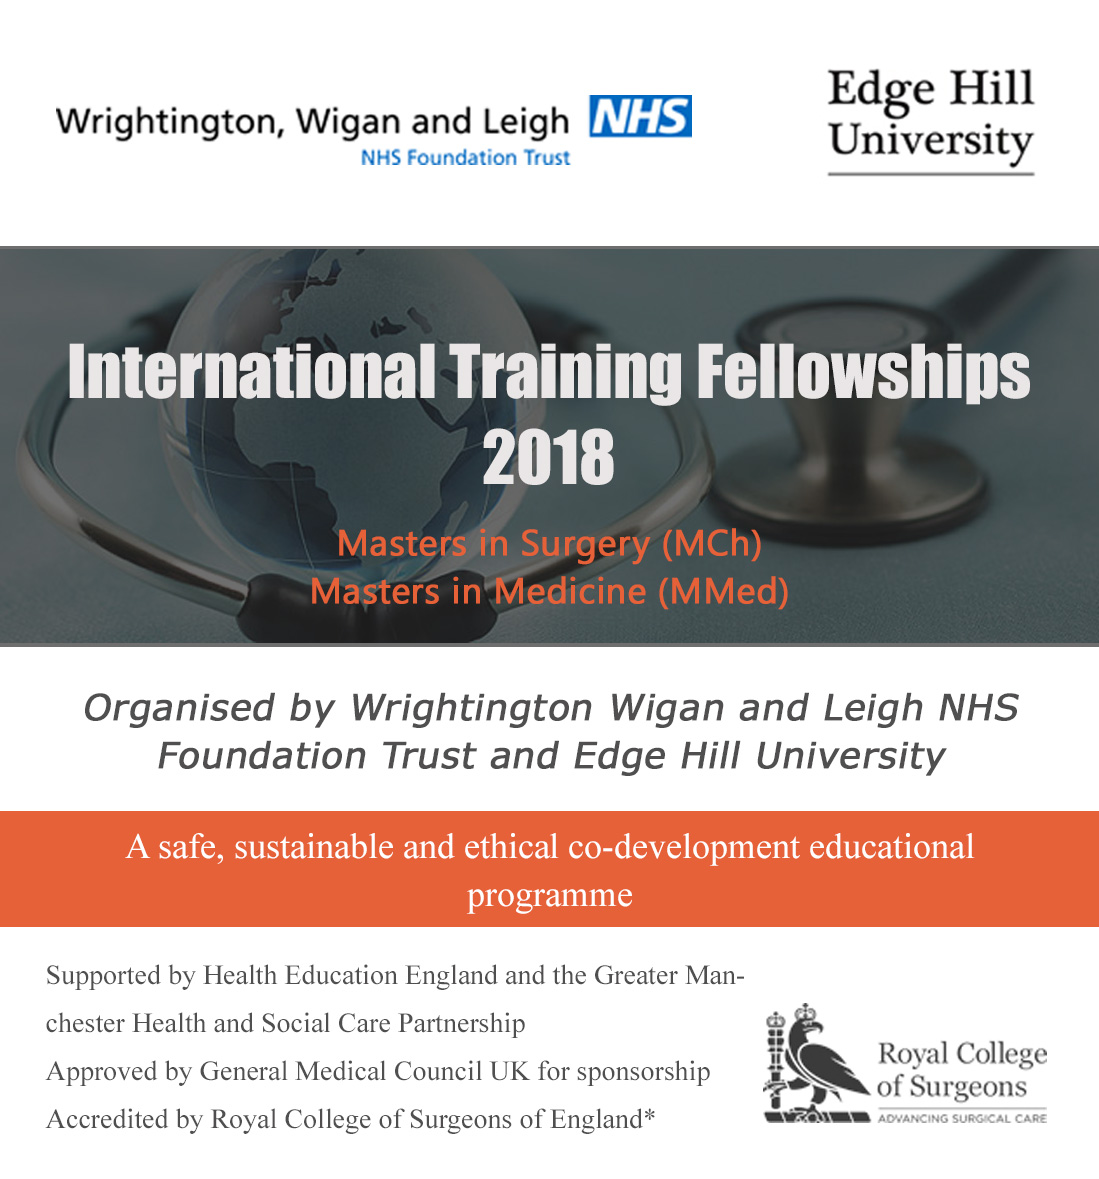 Wrightington, Wigan and Leigh NHS
NHS Foundation Trust
Edge Hill
University
International Training Fellowships
2018
Masters in Surgery (MCh)
Masters in Medicine (MMed)
Organised by Wrightington Wigan and Leigh NHS
Foundation Trust and Edge Hill University
A safe, sustainable and ethical co-development educational
programme
Supported by Health Education England and the Greater Man-
chester Health and Social Care Partnership
Approved by General Medical Council UK for sponsorship
Accredited by Royal College of Surgeons of England*
Royal College
of Surgeons
ADVANCING SURGICAL CARE